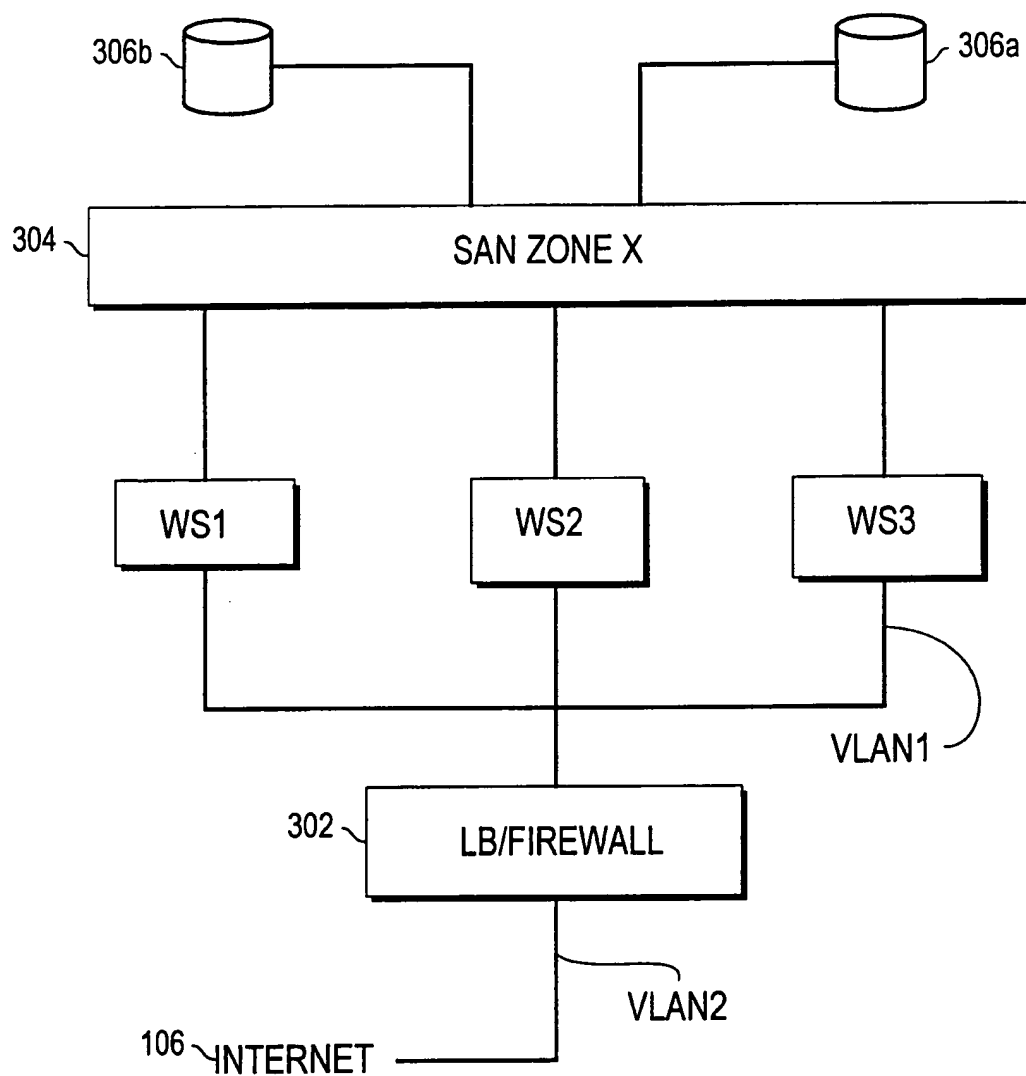 306b
306a
304
SAN ZONE X
WS1
WS2
WS3
VLAN1
302
LB/FIREWALL
VLAN2
106 INTERNET